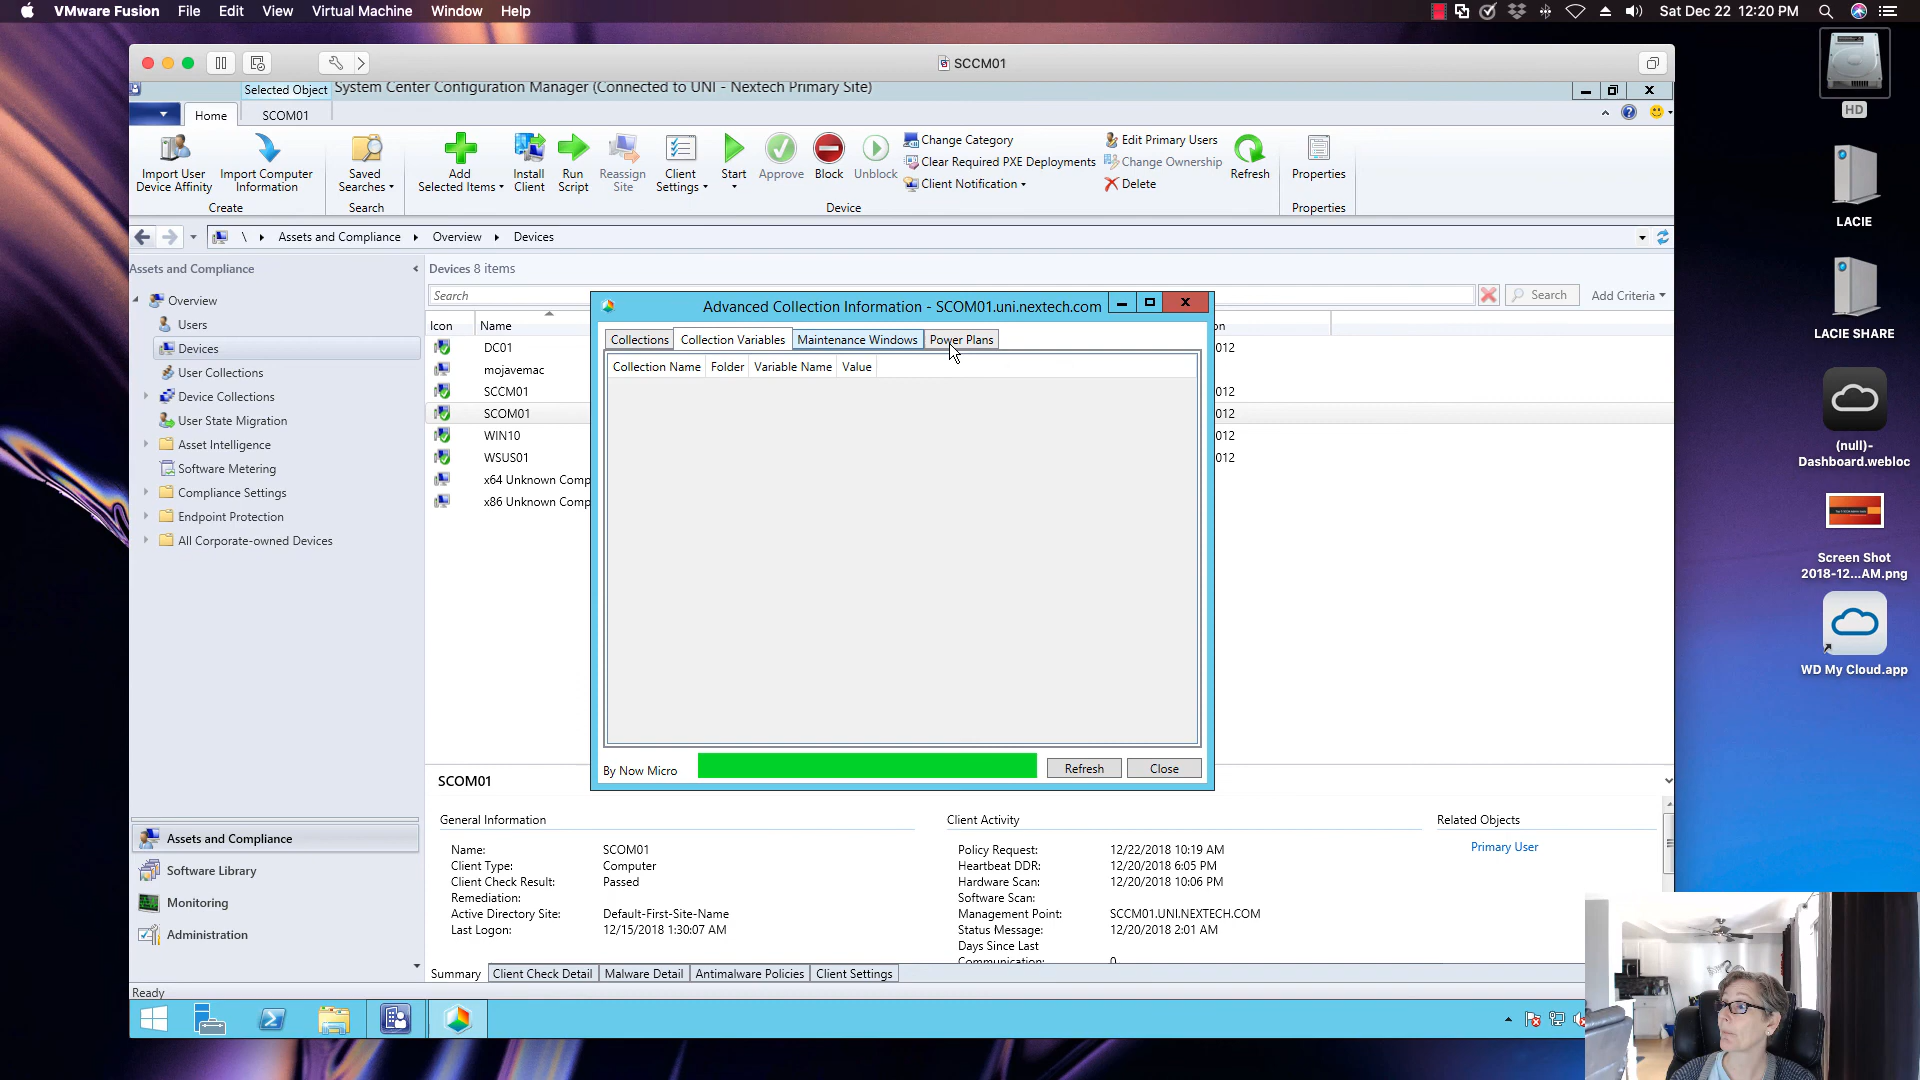 VMware Fusion File Edit View Virtual Machine Window Help
Sat Dec 22 12:20 PM
SCCM01
Selected Object
System Center Configuration Manager (Connected to UNI - Nextech Primary Site)
Home SCOM01
Import User Device Affinity
Import Computer Information
Create
Saved Searches
Search
Add Selected Items
Install Client
Run Script
Reassign Site
Client Settings
Start
Approve
Block
Unblock
Change Category
Clear Required PXE Deployments
Client Notification
Edit Primary Users
Change Ownership
Delete
Refresh
Device
Properties
Properties
\ Assets and Compliance Overview Devices
Assets and Compliance
Overview
Users
Devices
User Collections
Device Collections
User State Migration
Asset Intelligence
Software Metering
Compliance Settings
Endpoint Protection
All Corporate-owned Devices
Assets and Compliance
Software Library
Monitoring
Administration
Devices 8 items
Search
Search Add Criteria
Icon Name
DC01
mojavemac
SCCM01
SCOM01
WIN10
WSUS01
x64 Unknown Comp
x86 Unknown Comp
on
012
012
012
012
012
Advanced Collection Information - SCOM01.uni.nextech.com
Collections Collection Variables Maintenance Windows Power Plans
Collection Name Folder Variable Name Value
By Now Micro
Refresh Close
SCOM01
General Information
Name: SCOM01
Client Type: Computer
Client Check Result: Passed
Remediation:
Active Directory Site: Default-First-Site-Name
Last Logon: 12/15/2018 1:30:07 AM
Client Activity
Policy Request: 12/22/2018 10:19 AM
Heartbeat DDR: 12/20/2018 6:05 PM
Hardware Scan: 12/20/2018 10:06 PM
Software Scan:
Management Point: SCCM01.UNI.NEXTECH.COM
Status Message: 12/20/2018 2:01 AM
Days Since Last
Communication: 0
Related Objects
Primary User
Summary Client Check Detail Malware Detail Antimalware Policies Client Settings
Ready
HD
LACIE
LACIE SHARE
(null)-
Dashboard.webloc
Screen Shot
2018-12...AM.png
WD My Cloud.app